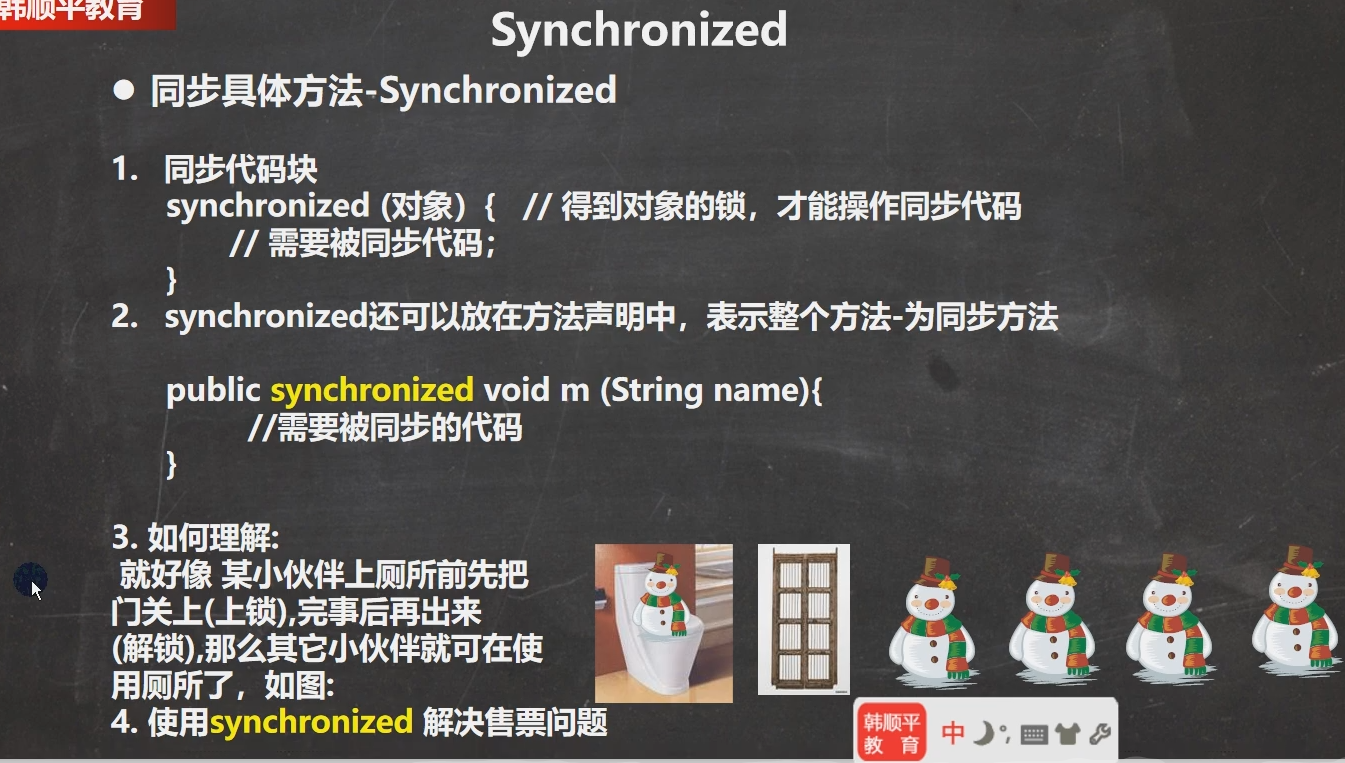 韩顺平教育
Synchronized
● 同步具体方法-Synchronized
1. 同步代码块
synchronized (对象) { // 得到对象的锁，才能操作同步代码
// 需要被同步代码;
}
2. synchronized还可以放在方法声明中，表示整个方法-为同步方法
public synchronized void m (String name){
//需要被同步的代码
}
3. 如何理解:
就好像 某小伙伴上厕所前先把
门关上(上锁),完事后再出来
(解锁),那么其它小伙伴就可在使
用厕所了，如图:
4. 使用synchronized 解决售票问题
韩顺平
教 育
中